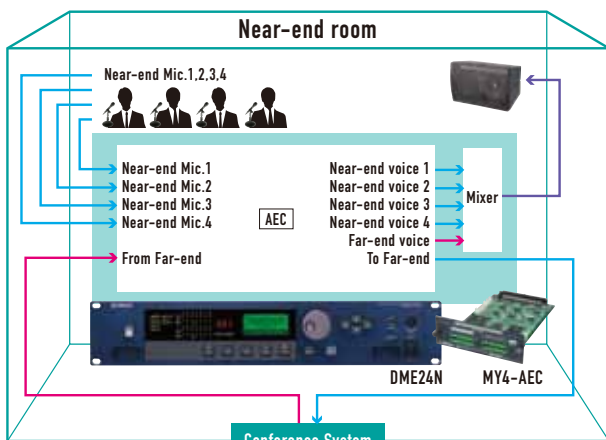 Near-end room
Near-end Mic.1,2,3,4
Near-end Mic.1
Near-end Mic.2
Near-end Mic.3
Near-end Mic.4
From Far-end
AEC
Near-end voice 1
Near-end voice 2
Near-end voice 3
Near-end voice 4
Far-end voice
To Far-end
Mixer
DME24N
MY4-AEC
Conference System